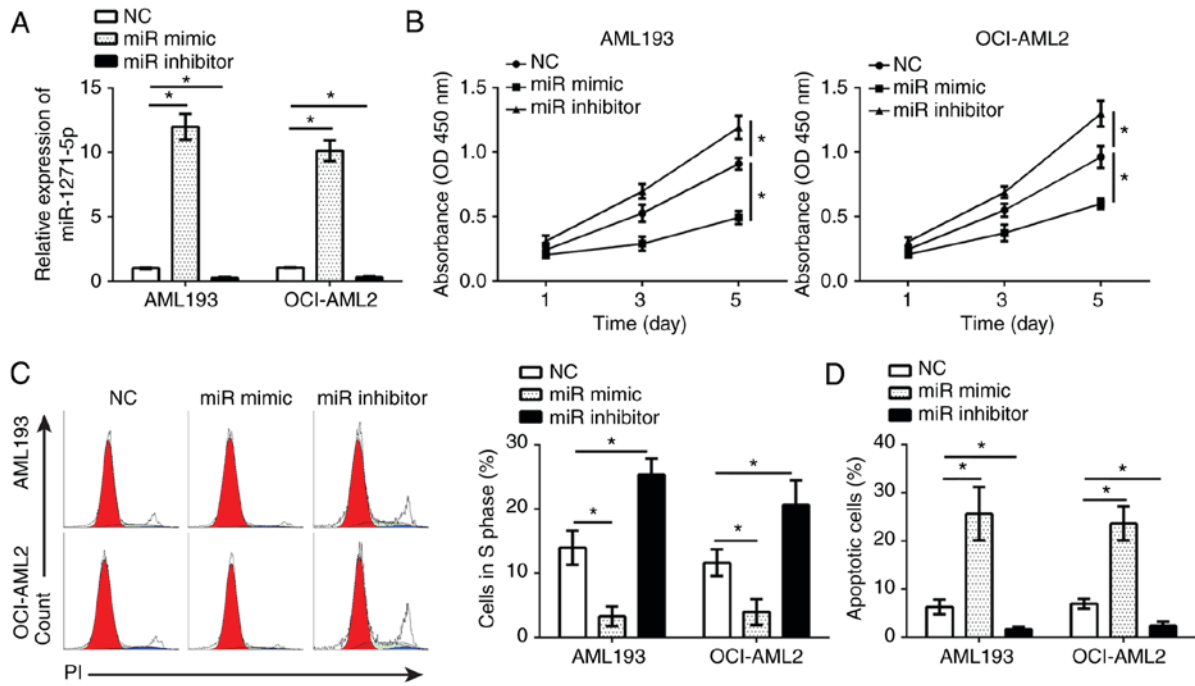 A
NC
miR mimic
miR inhibitor
Relative expression of
miR-1271-5p
15
10
5
0
* * * *
AML193 OCI-AML2
B
AML193
NC
miR mimic
miR inhibitor
Absorbance (OD 450 nm)
1.5
1.0
0.5
0.0
*
*
1 3 5
Time (day)
OCI-AML2
Absorbance (OD 450 nm)
1.5
1.0
0.5
0.0
*
*
1 3 5
Time (day)
C
NC miR mimic miR inhibitor
AML193
OCI-AML2
Count
PI
NC
miR mimic
miR inhibitor
Cells in S phase (%)
30
20
10
0
* * * *
AML193 OCI-AML2
D
NC
miR mimic
miR inhibitor
Apoptotic cells (%)
40
30
20
10
0
* * * *
AML193 OCI-AML2